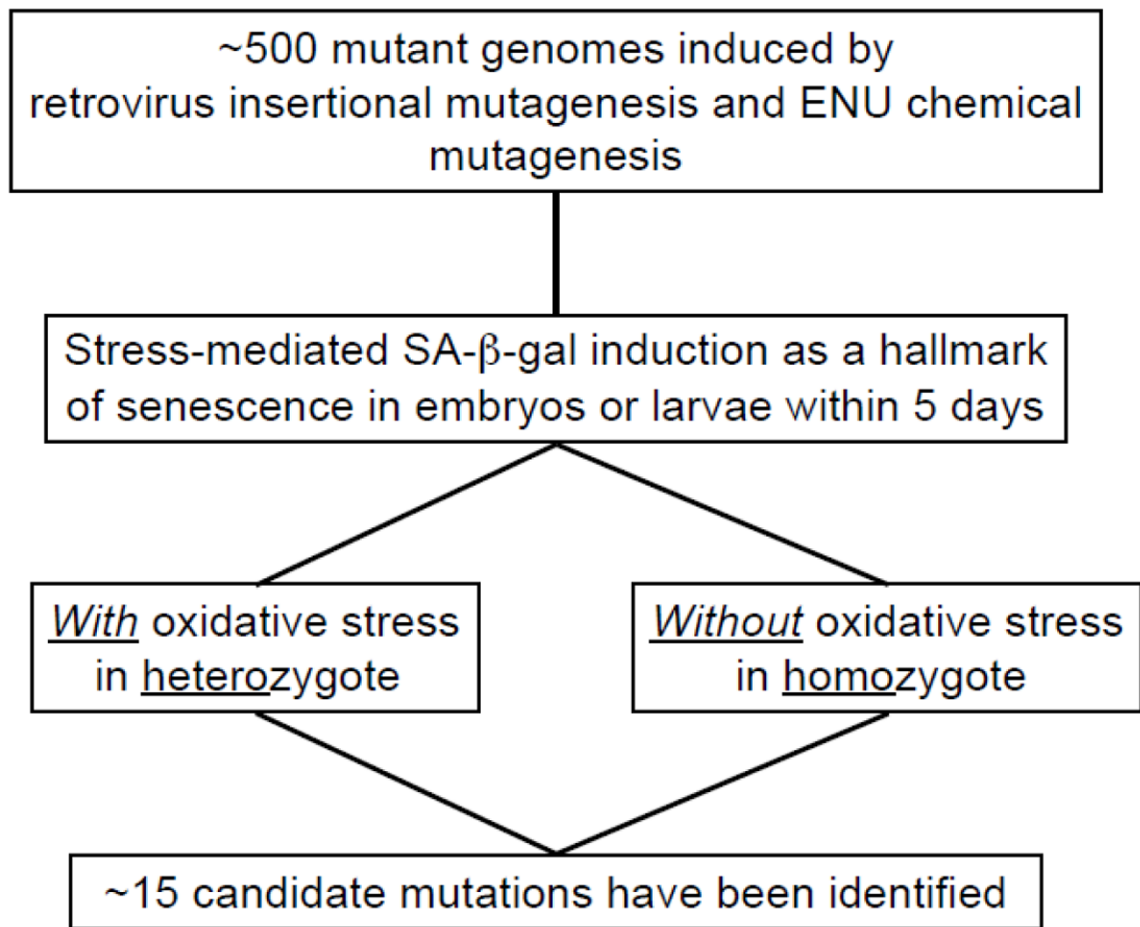 ~500 mutant genomes induced by
retrovirus insertional mutagenesis and ENU chemical
mutagenesis
Stress-mediated SA-β-gal induction as a hallmark
of senescence in embryos or larvae within 5 days
With oxidative stress
in heterozygote
Without oxidative stress
in homozygote
~15 candidate mutations have been identified